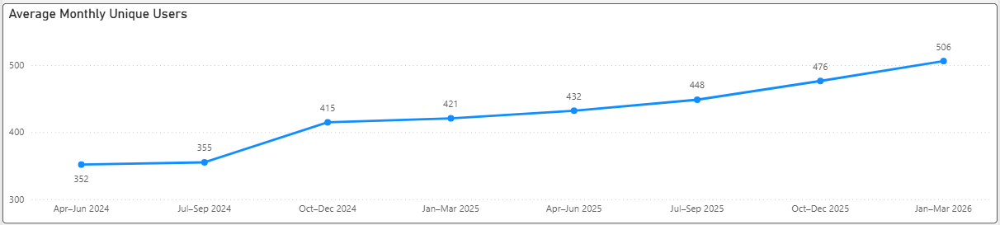 Average Monthly Unique Users
506
500
476
448
432
421
415
400
355
352
300
Apr–Jun 2024
Jul–Sep 2024
Oct–Dec 2024
Jan–Mar 2025
Apr–Jun 2025
Jul–Sep 2025
Oct–Dec 2025
Jan–Mar 2026